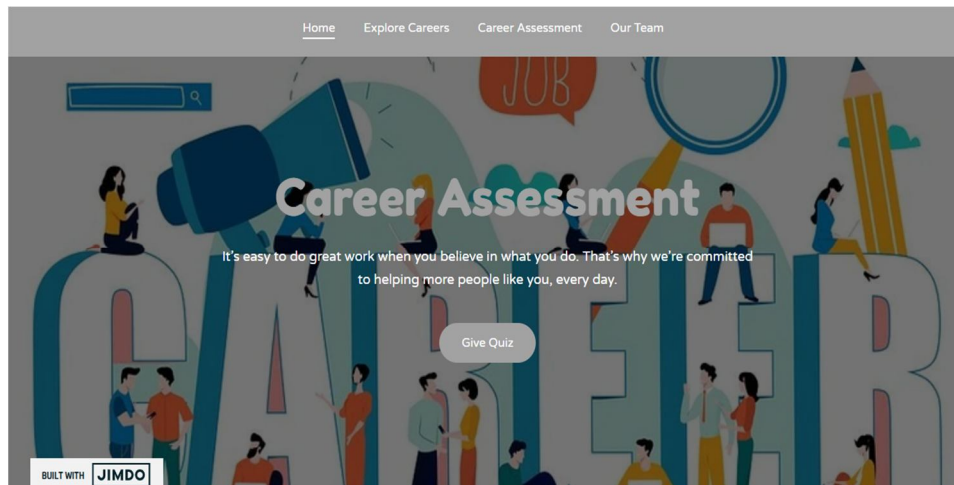 Home Explore Careers Career Assessment Our Team
JOB
Career Assessment
It's easy to do great work when you believe in what you do. That's why we're committed
to helping more people like you, every day.
Give Quiz
CAREER
BUILT WITH JIMDO